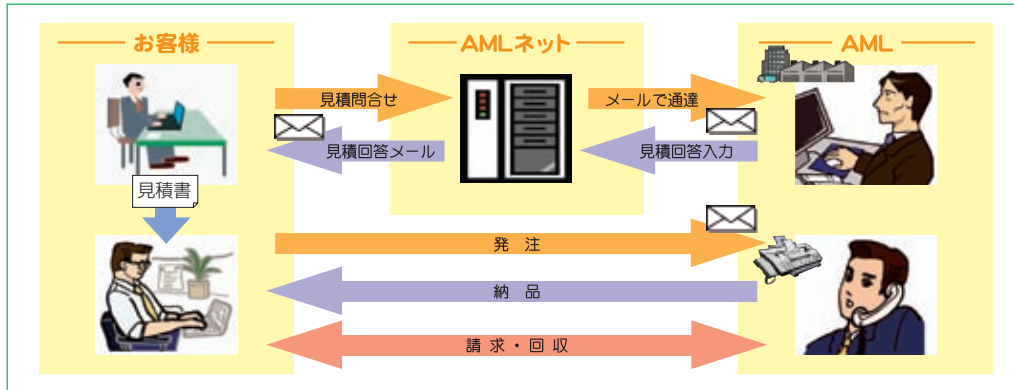 お客様
AMLネット
AML
見積問合せ
メールで通達
見積回答メール
見積回答入力
見積書
発 注
納 品
請 求 ・ 回 収